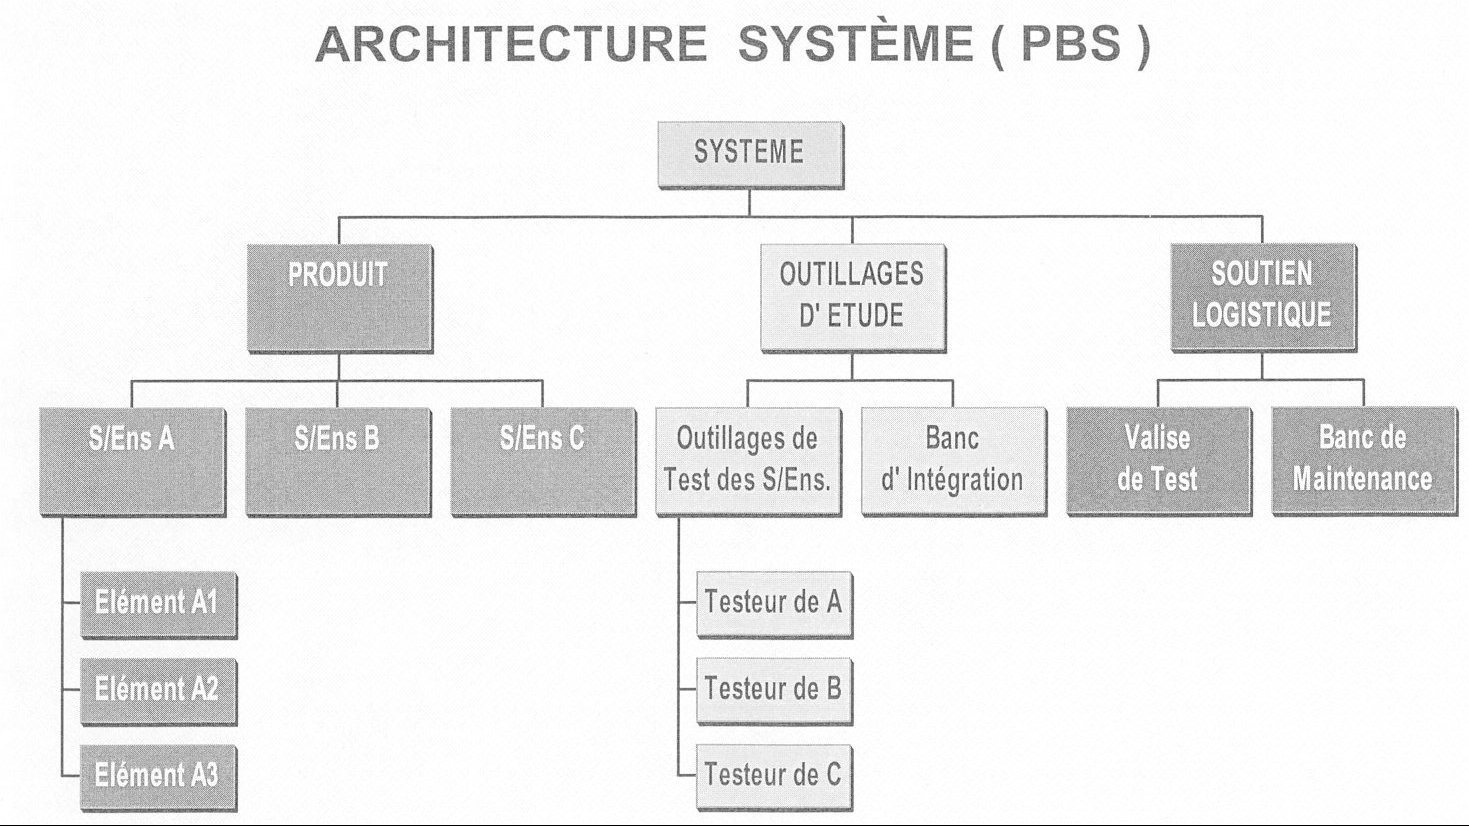 ARCHITECTURE SYSTÈME ( PBS )
SYSTEME
PRODUIT
OUTILLAGES
D' ETUDE
SOUTIEN
LOGISTIQUE
S/Ens A
S/Ens B
S/Ens C
Outillages de
Test des S/Ens.
Banc
d' Intégration
Valise
de Test
Banc de
Maintenance
Elément A1
Elément A2
Elément A3
Testeur de A
Testeur de B
Testeur de C